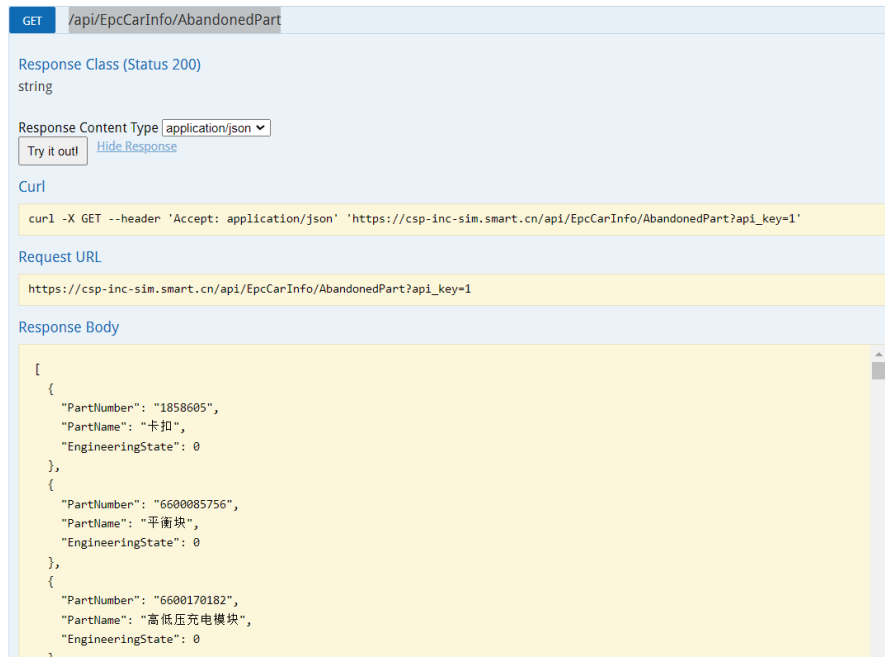 GET /api/EpcCarInfo/AbandonedPart
Response Class (Status 200)
string
Response Content Type application/json
Try it out! Hide Response
Curl
curl -X GET --header 'Accept: application/json' 'https://csp-inc-sim.smart.cn/api/EpcCarInfo/AbandonedPart?api_key=1'
Request URL
https://csp-inc-sim.smart.cn/api/EpcCarInfo/AbandonedPart?api_key=1
Response Body
[
{
"PartNumber": "1858605",
"PartName": "卡扣",
"EngineeringState": 0
},
{
"PartNumber": "6600085756",
"PartName": "平衡块",
"EngineeringState": 0
},
{
"PartNumber": "6600170182",
"PartName": "高低压充电模块",
"EngineeringState": 0